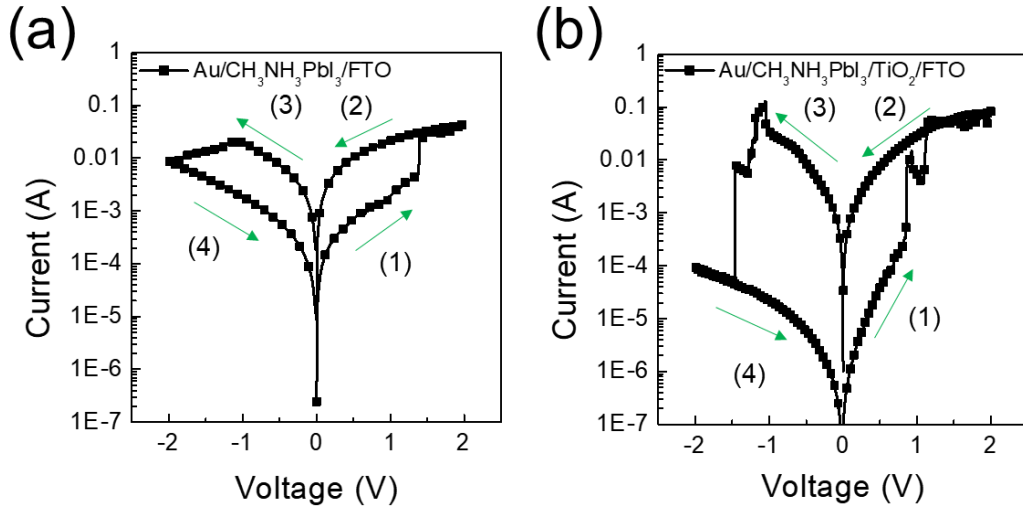 (a)
Au/CH₃NH₃PbI₃/FTO
(3) (2)
(4) (1)
1
0.1
0.01
1E-3
1E-4
1E-5
1E-6
1E-7
-2 -1 0 1 2
Current (A)
Voltage (V)
(b)
Au/CH₃NH₃PbI₃/TiO₂/FTO
(3) (2)
(1)
(4)
1
0.1
0.01
1E-3
1E-4
1E-5
1E-6
1E-7
-2 -1 0 1 2
Current (A)
Voltage (V)